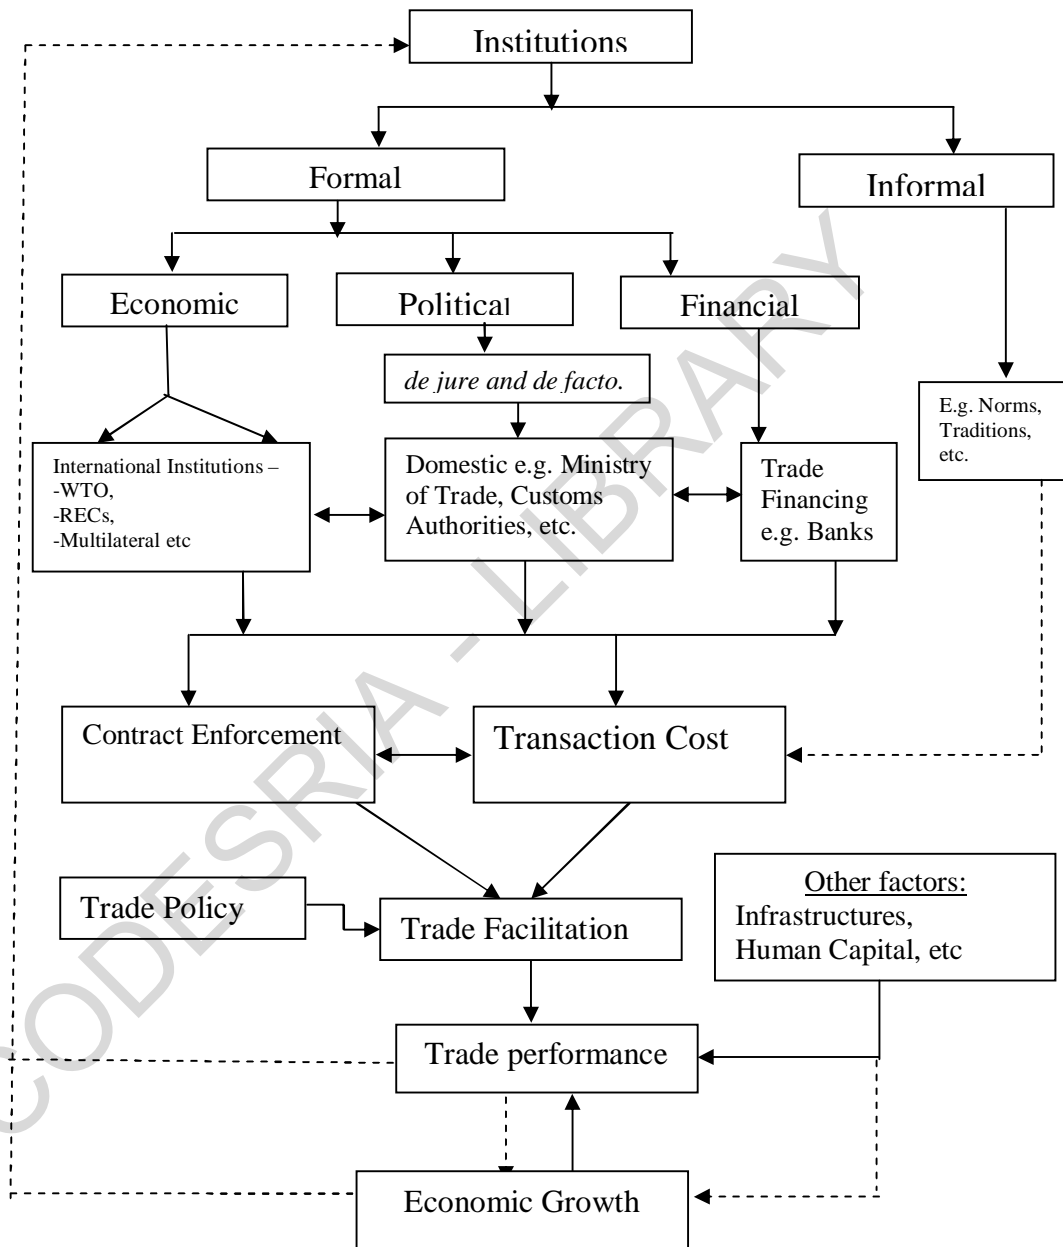 Institutions
Formal
Informal
Economic
Political
Financial
de jure and de facto.
E.g. Norms,
Traditions,
etc.
International Institutions –
-WTO,
-RECs,
-Multilateral etc
Domestic e.g. Ministry
of Trade, Customs
Authorities, etc.
Trade
Financing
e.g. Banks
Contract Enforcement
Transaction Cost
Trade Policy
Trade Facilitation
Other factors:
Infrastructures,
Human Capital, etc
Trade performance
Economic Growth
CODESRIA - LIBRARY